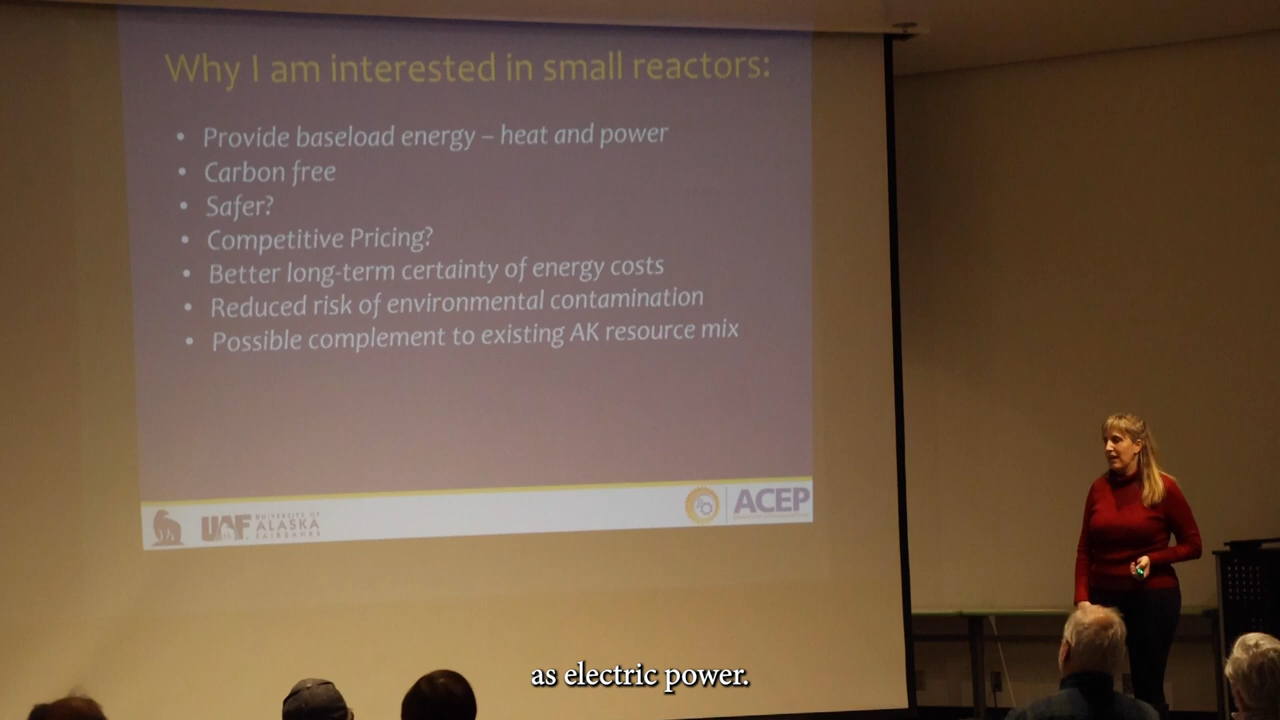 Why I am interested in small reactors:
• Provide baseload energy – heat and power
• Carbon free
• Safer?
• Competitive Pricing?
• Better long-term certainty of energy costs
• Reduced risk of environmental contamination
• Possible complement to existing AK resource mix
UAF
UNIVERSITY OF
ALASKA
FAIRBANKS
ACEP
as electric power.